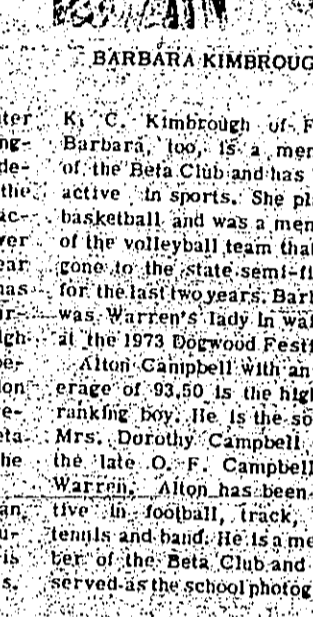 BARBARA KIMBROUG
K. C. Kimbrough of F
Barbara, too, is a mem
of the Beta Club and has
active in sports. She pl
basketball and was a mem
of the volleyball team that
gone to the state semi-fi
for the last two years. Barb
was Warren's lady in wai
at the 1973 Dogwood Festi
Alton Campbell with an
erage of 93.50 is the high
ranking boy. He is the so
Mrs. Dorothy Campbell
the late O. F. Campbell
Warren. Alton has been
tive in football, track,
tennis and band. He is a me
ber of the Beta Club and
served as the school photog